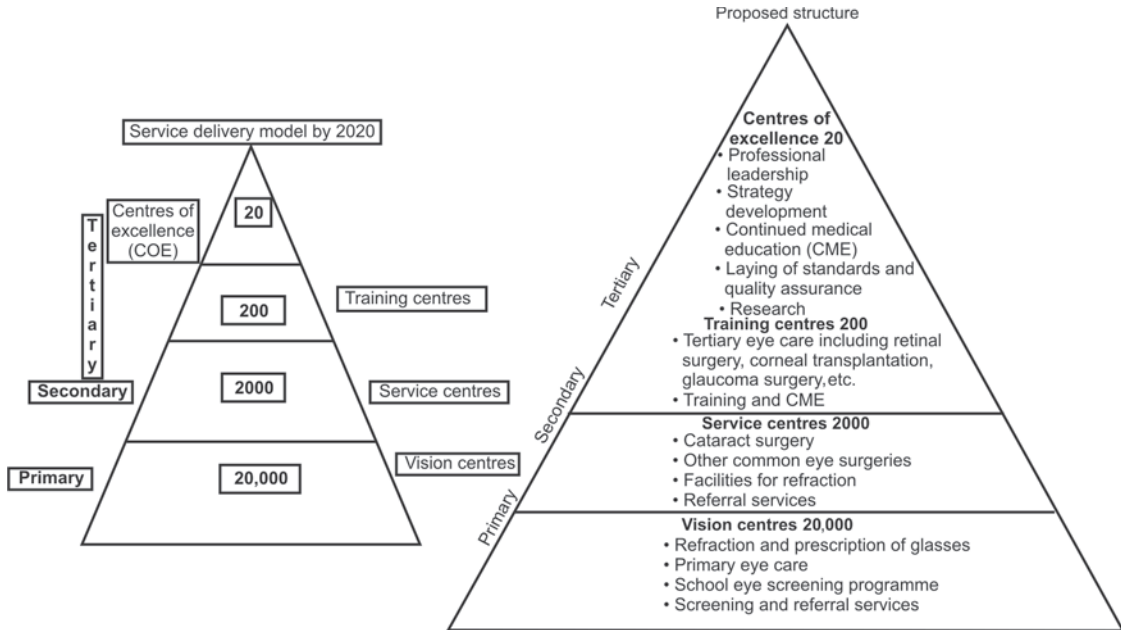 Service delivery model by 2020
Centres of
excellence
(COE)
20
Tertiary
200
Training centres
Secondary
2000
Service centres
Primary
20,000
Vision centres
Proposed structure
Centres of
excellence 20
• Professional
leadership
• Strategy
development
• Continued medical
education (CME)
• Laying of standards and
quality assurance
• Research
Tertiary
Training centres 200
• Tertiary eye care including retinal
surgery, corneal transplantation,
glaucoma surgery, etc.
• Training and CME
Secondary
Service centres 2000
• Cataract surgery
• Other common eye surgeries
• Facilities for refraction
• Referral services
Primary
Vision centres 20,000
• Refraction and prescription of glasses
• Primary eye care
• School eye screening programme
• Screening and referral services